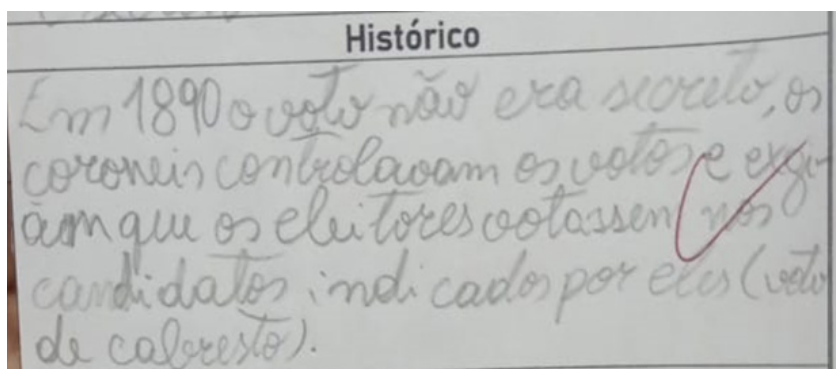 Histórico
Em 1890 o voto não era secreto, os
coroneis controlavam os votos e exigi-
am que os eleitores votassen nos
candidatos indicados por eles (voto
de cabresto).